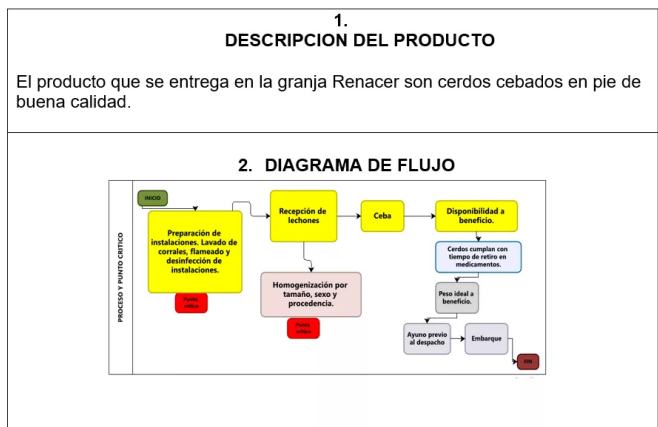 1.
DESCRIPCION DEL PRODUCTO
El producto que se entrega en la granja Renacer son cerdos cebados en pie de
buena calidad.
2. DIAGRAMA DE FLUJO
PROCESO Y PUNTO CRITICO
INICIO
Preparación de
instalaciones. Lavado de
corrales, flameado y
desinfección de
instalaciones.
Punto
critico
Recepción de
lechones
Homogenización por
tamaño, sexo y
procedencia.
Punto
critico
Ceba
Disponibilidad a
beneficio.
Cerdos cumplan con
tiempo de retiro en
medicamentos.
Peso ideal a
beneficio.
Ayuno previo
al despacho
Embarque
FIN